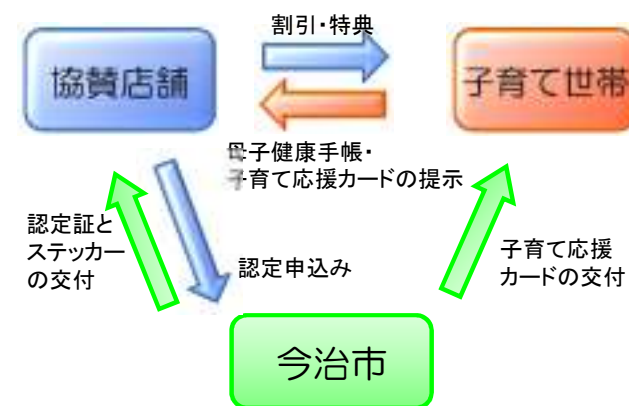 割引・特典
協賛店舗
子育て世帯
母子健康手帳・
子育て応援カードの提示
認定証と
ステッカー
の交付
認定申込み
子育て応援
カードの交付
今治市